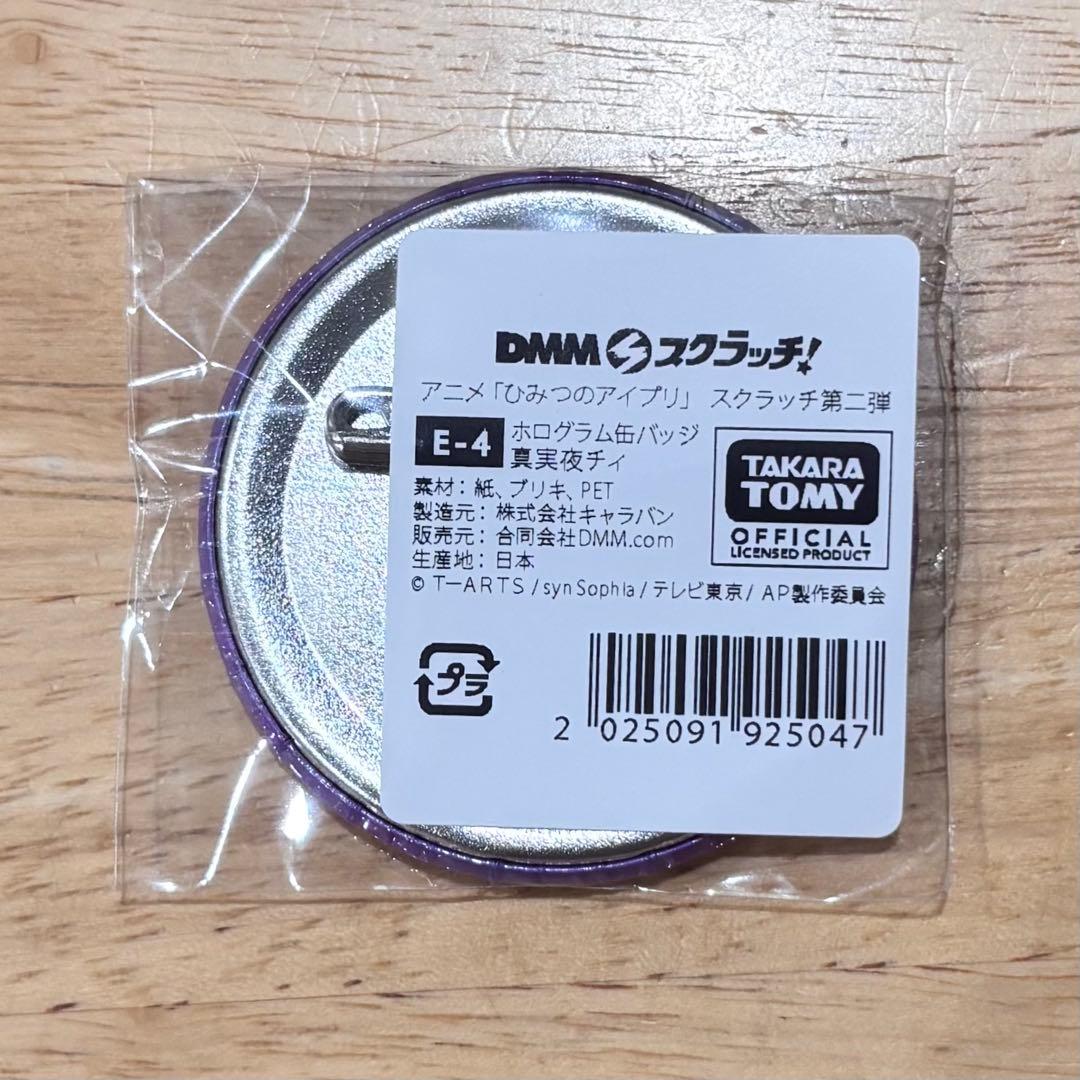 DMM スクラッチ!
アニメ「ひみつのアイプリ」 スクラッチ第二弾
E-4 ホログラム缶バッジ
真実夜チィ
素材：紙、ブリキ、PET
製造元：株式会社キャラバン
販売元：合同会社DMM.com
生産地：日本
TAKARA
TOMY
OFFICIAL
LICENSED PRODUCT
© T-ARTS / syn Sophia / テレビ東京 / AP製作委員会
プラ
2 025091 925047